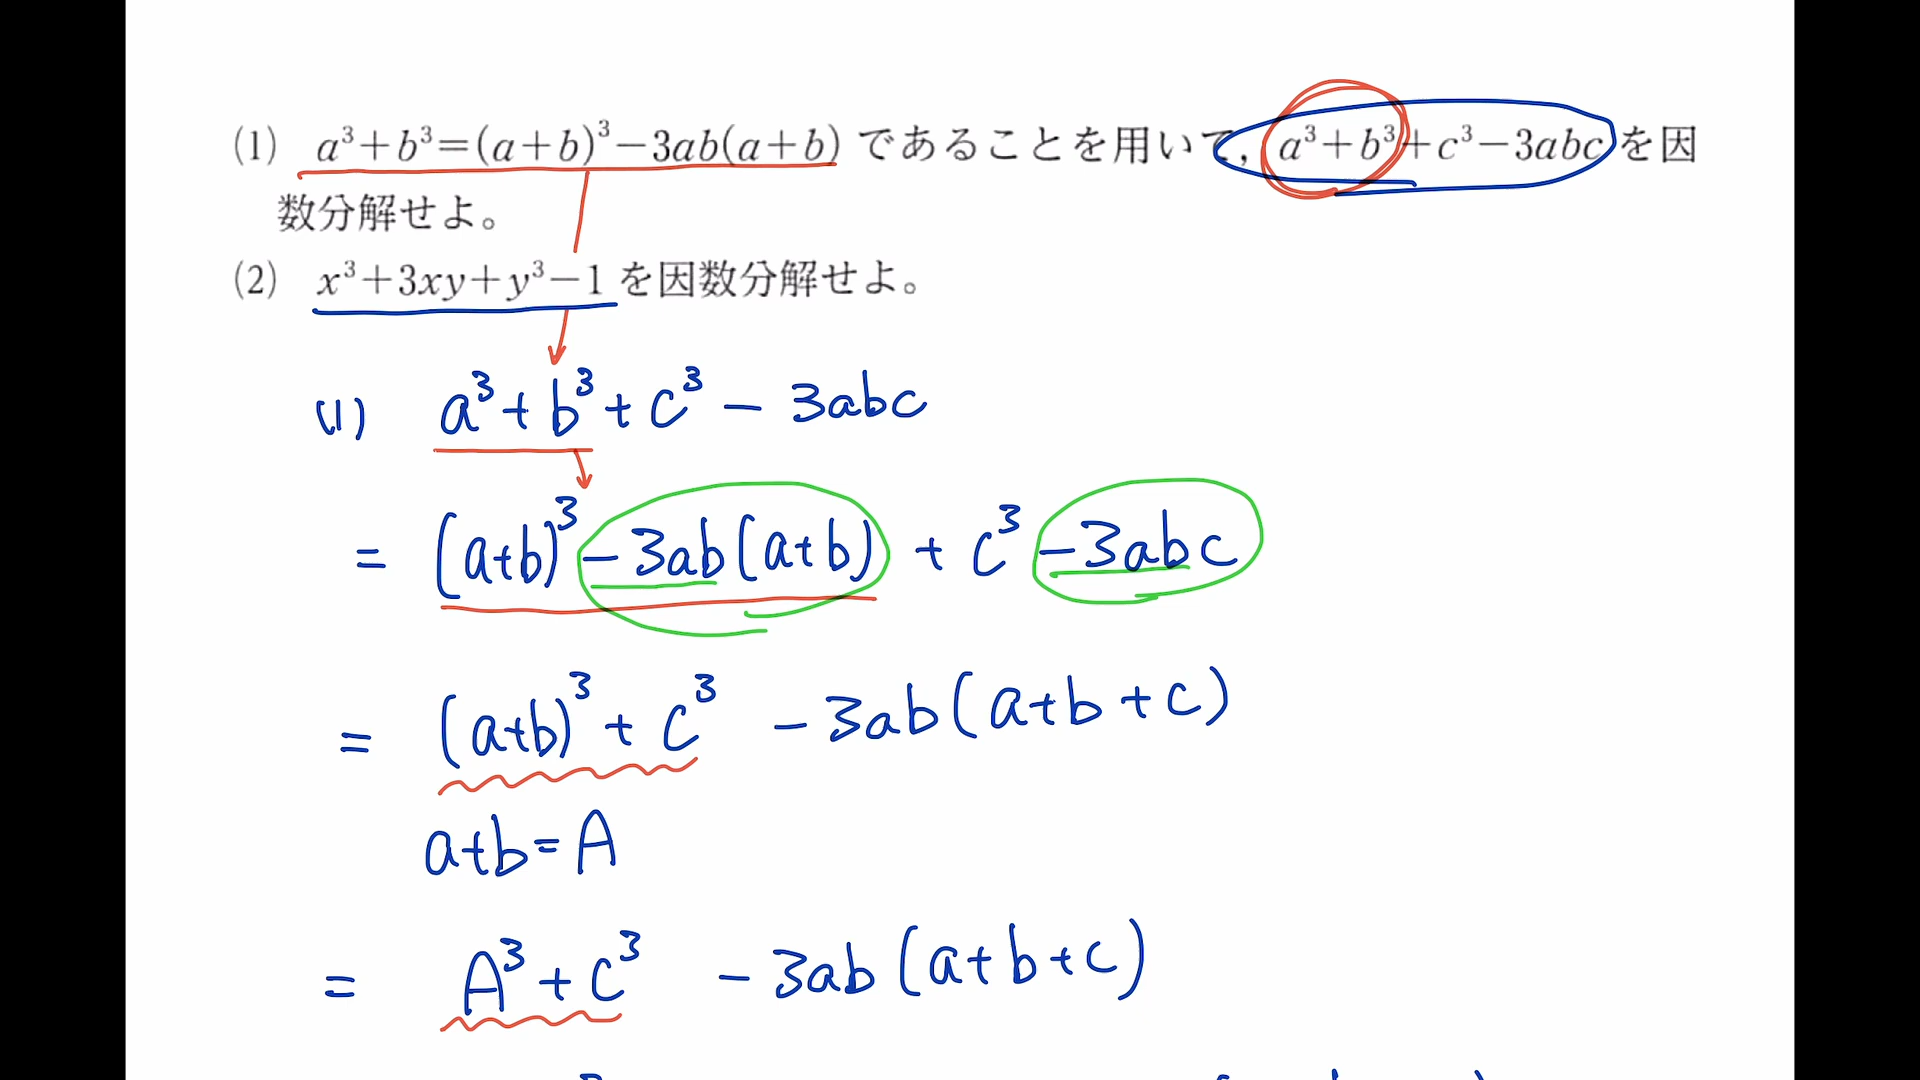 (1) a³+b³=(a+b)³−3ab(a+b) であることを用いて, a³+b³+c³−3abc を因
数分解せよ。
(2) x³+3xy+y³−1 を因数分解せよ。
(1) a³+b³+c³−3abc
= (a+b)³−3ab(a+b)+c³−3abc
= (a+b)³+c³ −3ab(a+b+c)
a+b=A
= A³+c³ −3ab(a+b+c)